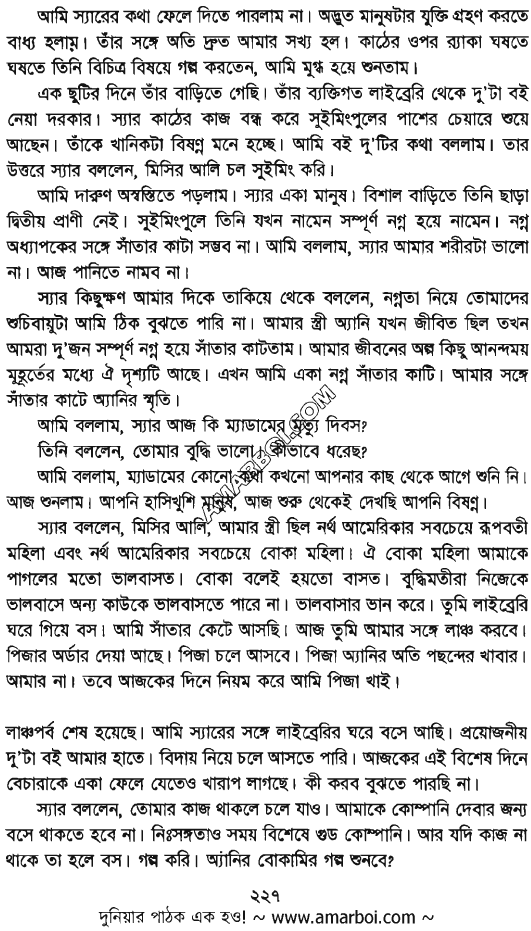 আমি স্যারের কথা ফেলে দিতে পারলাম না। অদ্ভুত মানুষটার যুক্তি গ্রহণ করতে
বাধ্য হলাম। তাঁর সঙ্গে অতি দ্রুত আমার সখ্য হল। কাঠের ওপর র‌্যাকা ঘষতে
ঘষতে তিনি বিচিত্র বিষয়ে গল্প করতেন, আমি মুগ্ধ হয়ে শুনতাম।
এক ছুটির দিনে তাঁর বাড়িতে গেছি। তাঁর ব্যক্তিগত লাইব্রেরি থেকে দু'টা বই
নেয়া দরকার। স্যার কাঠের কাজ বন্ধ করে সুইমিংপুলের পাশের চেয়ারে শুয়ে
আছেন। তাঁকে খানিকটা বিষণ্ন মনে হচ্ছে। আমি বই দু'টির কথা বললাম। তার
উত্তরে স্যার বললেন, মিসির আলি চল সুইমিং করি।
আমি দারুণ অস্বস্তিতে পড়লাম। স্যার একা মানুষ। বিশাল বাড়িতে তিনি ছাড়া
দ্বিতীয় প্রাণী নেই। সুইমিংপুলে তিনি যখন নামেন সম্পূর্ণ নগ্ন হয়ে নামেন। নগ্ন
অধ্যাপকের সঙ্গে সাঁতার কাটা সম্ভব না। আমি বললাম, স্যার আমার শরীরটা ভালো
না। আজ পানিতে নামব না।
স্যার কিছুক্ষণ আমার দিকে তাকিয়ে থেকে বললেন, নগ্নতা নিয়ে তোমাদের
শুচিবায়ুটা আমি ঠিক বুঝতে পারি না। আমার স্ত্রী অ্যানি যখন জীবিত ছিল তখন
আমরা দু'জন সম্পূর্ণ নগ্ন হয়ে সাঁতার কাটতাম। আমার জীবনের অল্প কিছু আনন্দময়
মুহূর্তের মধ্যে ঐ দৃশ্যটি আছে। এখন আমি একা নগ্ন সাঁতার কাটি। আমার সঙ্গে
সাঁতার কাটে অ্যানির স্মৃতি।
আমি বললাম, স্যার আজ কি ম্যাডামের মৃত্যু দিবস?
তিনি বললেন, তোমার বুদ্ধি ভালো। কীভাবে ধরেছ?
আমি বললাম, ম্যাডামের কোনো কথা কখনো আপনার কাছ থেকে আগে শুনি নি।
আজ শুনলাম। আপনি হাসিখুশি মানুষ, আজ শুরু থেকেই দেখছি আপনি বিষণ্ন।
স্যার বললেন, মিসির আলি, আমার স্ত্রী ছিল নর্থ আমেরিকার সবচেয়ে রূপবতী
মহিলা এবং নর্থ আমেরিকার সবচেয়ে বোকা মহিলা। ঐ বোকা মহিলা আমাকে
পাগলের মতো ভালবাসত। বোকা বলেই হয়তো বাসত। বুদ্ধিমতীরা নিজেকে
ভালবাসে অন্য কাউকে ভালবাসতে পারে না। ভালবাসার ভান করে। তুমি লাইব্রেরি
ঘরে গিয়ে বস। আমি সাঁতার কেটে আসছি। আজ তুমি আমার সঙ্গে লাঞ্চ করবে।
পিজার অর্ডার দেয়া আছে। পিজা চলে আসবে। পিজা অ্যানির অতি পছন্দের খাবার।
আমার না। তবে আজকের দিনে নিয়ম করে আমি পিজা খাই।
লাঞ্চপর্ব শেষ হয়েছে। আমি স্যারের সঙ্গে লাইব্রেরির ঘরে বসে আছি। প্রয়োজনীয়
দু'টা বই আমার হাতে। বিদায় নিয়ে চলে আসতে পারি। আজকের এই বিশেষ দিনে
বেচারাকে একা ফেলে যেতেও খারাপ লাগছে। কী করব বুঝতে পারছি না।
স্যার বললেন, তোমার কাজ থাকলে চলে যাও। আমাকে কোম্পানি দেবার জন্য
বসে থাকতে হবে না। নিঃসঙ্গতাও সময় বিশেষে গুড কোম্পানি। আর যদি কাজ না
থাকে তা হলে বস। গল্প করি। অ্যানির বোকামির গল্প শুনবে?
২২৭
দুনিয়ার পাঠক এক হও! ~ www.amarboi.com ~
AMARBOI.COM